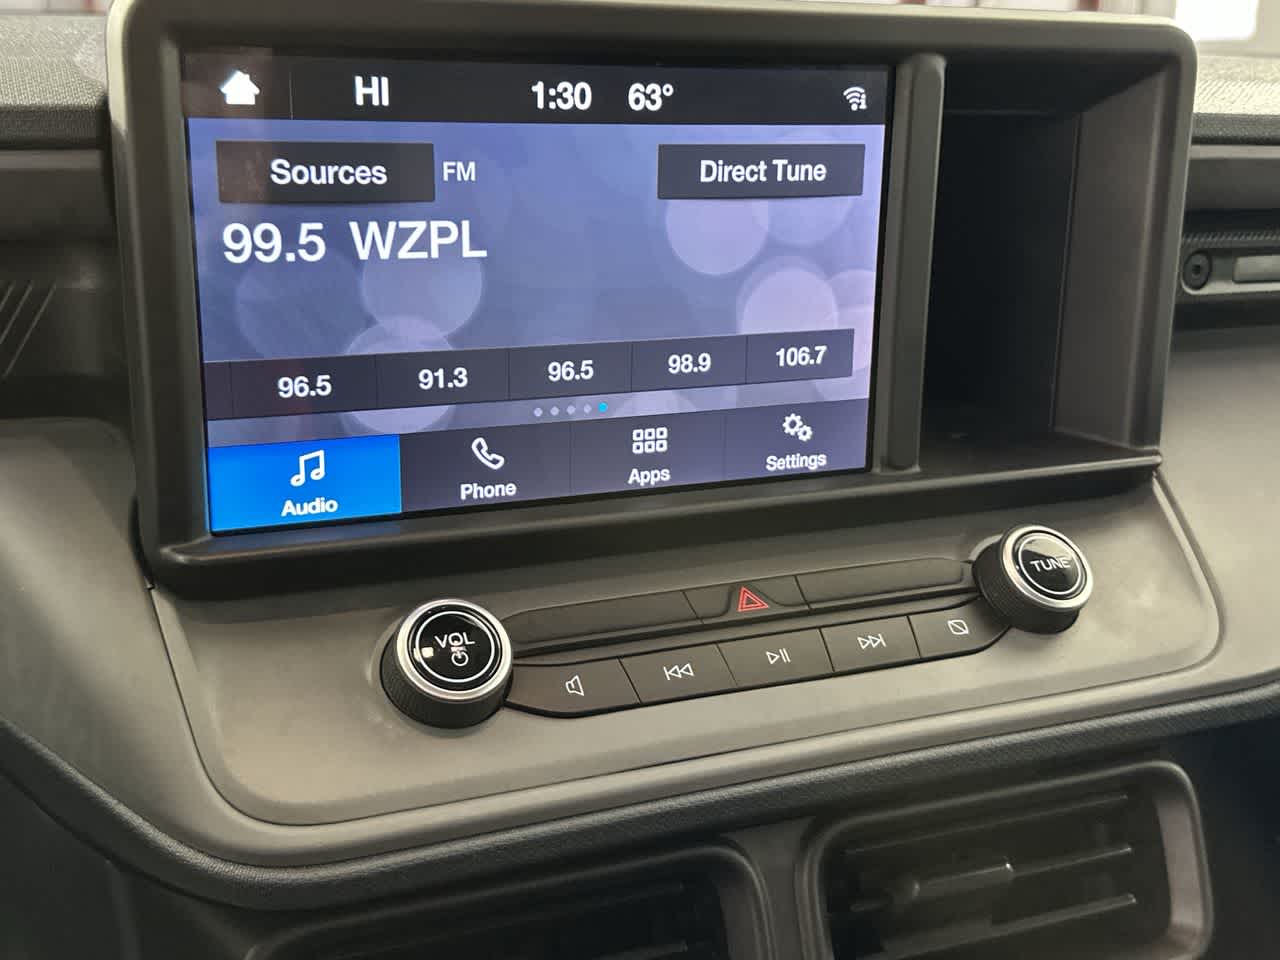 HI 1:30 63°
Sources FM Direct Tune
99.5 WZPL
96.5 91.3 96.5 98.9 106.7
Audio Phone Apps Settings
TUNE
VOL